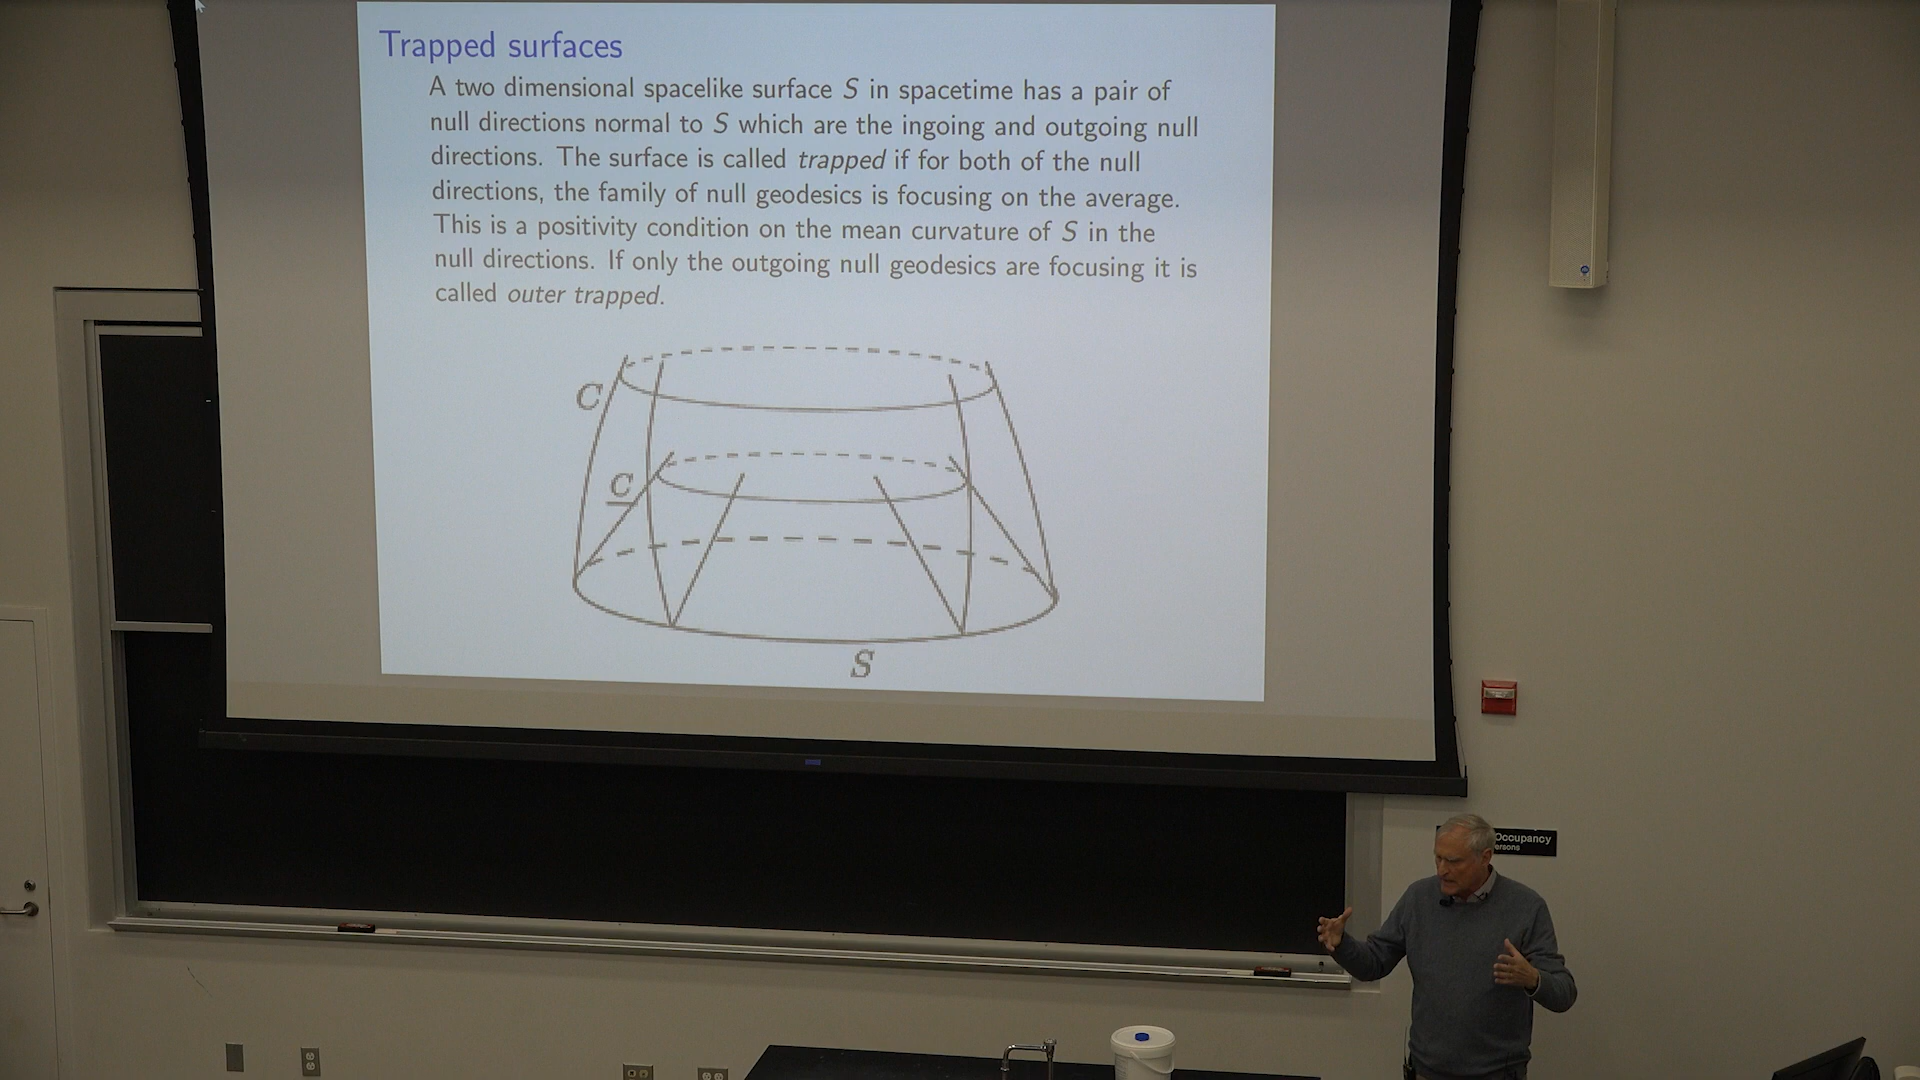 Trapped surfaces
A two dimensional spacelike surface S in spacetime has a pair of
null directions normal to S which are the ingoing and outgoing null
directions. The surface is called trapped if for both of the null
directions, the family of null geodesics is focusing on the average.
This is a positivity condition on the mean curvature of S in the
null directions. If only the outgoing null geodesics are focusing it is
called outer trapped.
C
C
S
Occupancy
ersons